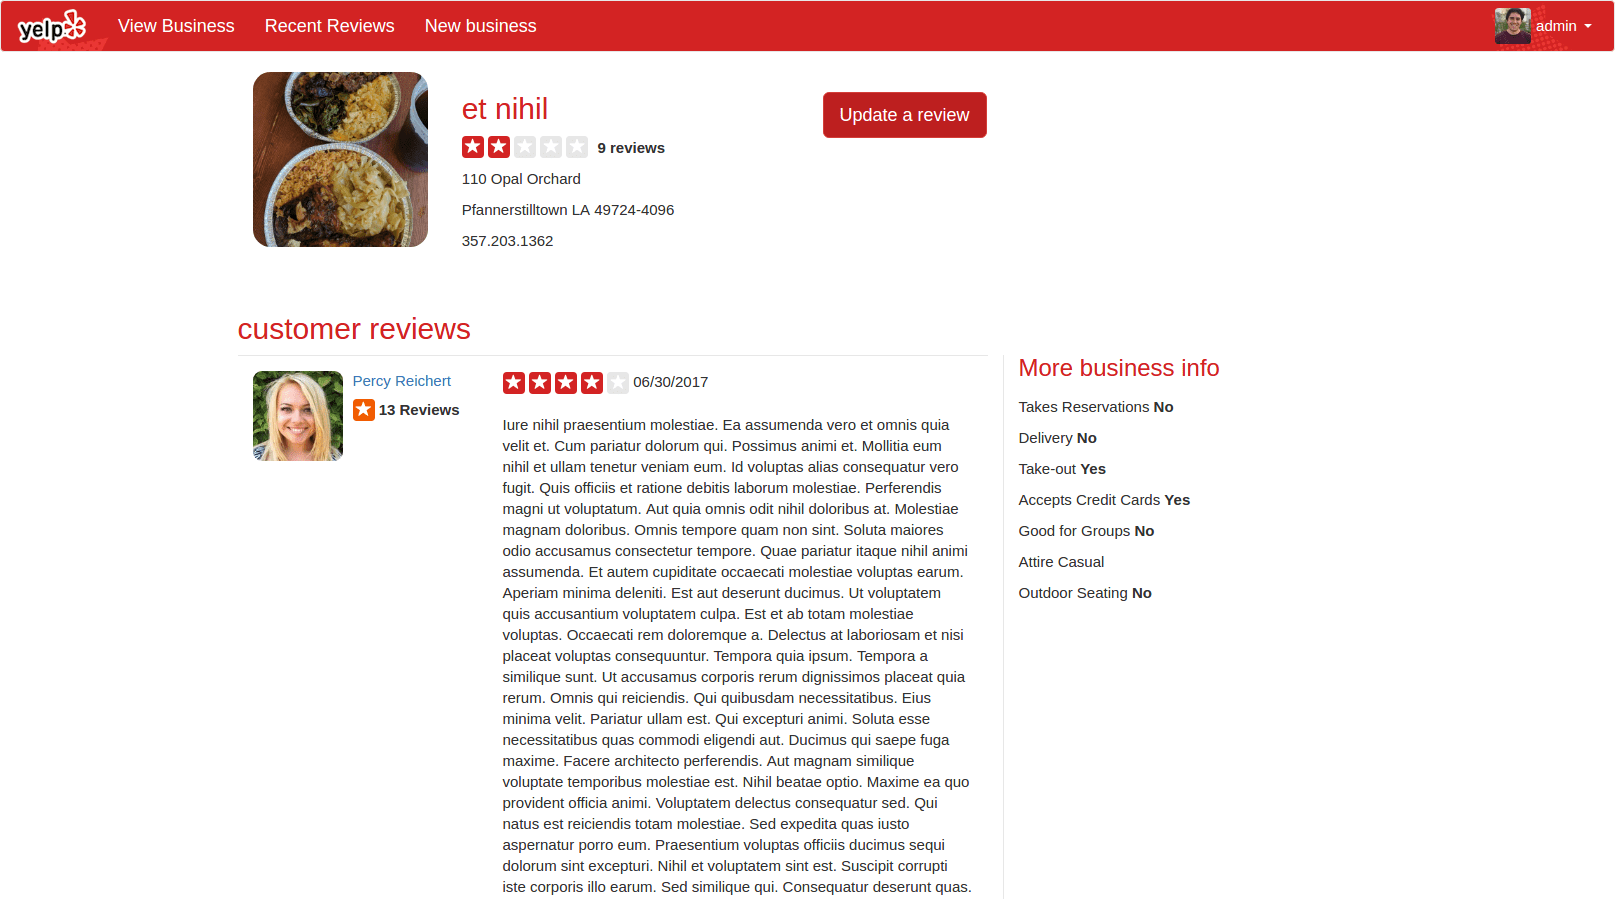 yelp View Business Recent Reviews New business admin
et nihil
Update a review
9 reviews
110 Opal Orchard
Pfannerstilltown LA 49724-4096
357.203.1362
customer reviews
Percy Reichert
13 Reviews
06/30/2017
Iure nihil praesentium molestiae. Ea assumenda vero et omnis quia
velit et. Cum pariatur dolorum qui. Possimus animi et. Mollitia eum
nihil et ullam tenetur veniam eum. Id voluptas alias consequatur vero
fugit. Quis officiis et ratione debitis laborum molestiae. Perferendis
magni ut voluptatum. Aut quia omnis odit nihil doloribus at. Molestiae
magnam doloribus. Omnis tempore quam non sint. Soluta maiores
odio accusamus consectetur tempore. Quae pariatur itaque nihil animi
assumenda. Et autem cupiditate occaecati molestiae voluptas earum.
Aperiam minima deleniti. Est aut deserunt ducimus. Ut voluptatem
quis accusantium voluptatem culpa. Est et ab totam molestiae
voluptas. Occaecati rem doloremque a. Delectus at laboriosam et nisi
placeat voluptas consequuntur. Tempora quia ipsum. Tempora a
similique sunt. Ut accusamus corporis rerum dignissimos placeat quia
rerum. Omnis qui reiciendis. Qui quibusdam necessitatibus. Eius
minima velit. Pariatur ullam est. Qui excepturi animi. Soluta esse
necessitatibus quas commodi eligendi aut. Ducimus qui saepe fuga
maxime. Facere architecto perferendis. Aut magnam similique
voluptate temporibus molestiae est. Nihil beatae optio. Maxime ea quo
provident officia animi. Voluptatem delectus consequatur sed. Qui
natus est reiciendis totam molestiae. Sed expedita quas iusto
aspernatur porro eum. Praesentium voluptas officiis ducimus sequi
dolorum sint excepturi. Nihil et voluptatem sint est. Suscipit corrupti
iste corporis illo earum. Sed similique qui. Consequatur deserunt quas.
More business info
Takes Reservations No
Delivery No
Take-out Yes
Accepts Credit Cards Yes
Good for Groups No
Attire Casual
Outdoor Seating No